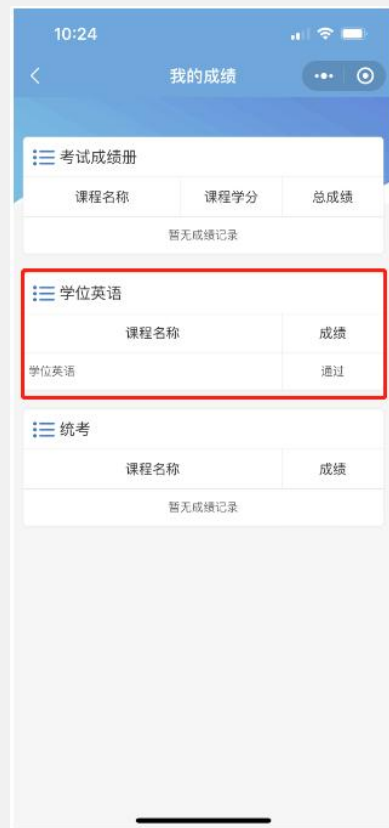 10:24
我的成绩
考试成绩册
课程名称 课程学分 总成绩
暂无成绩记录
学位英语
课程名称 成绩
学位英语 通过
统考
课程名称 成绩
暂无成绩记录